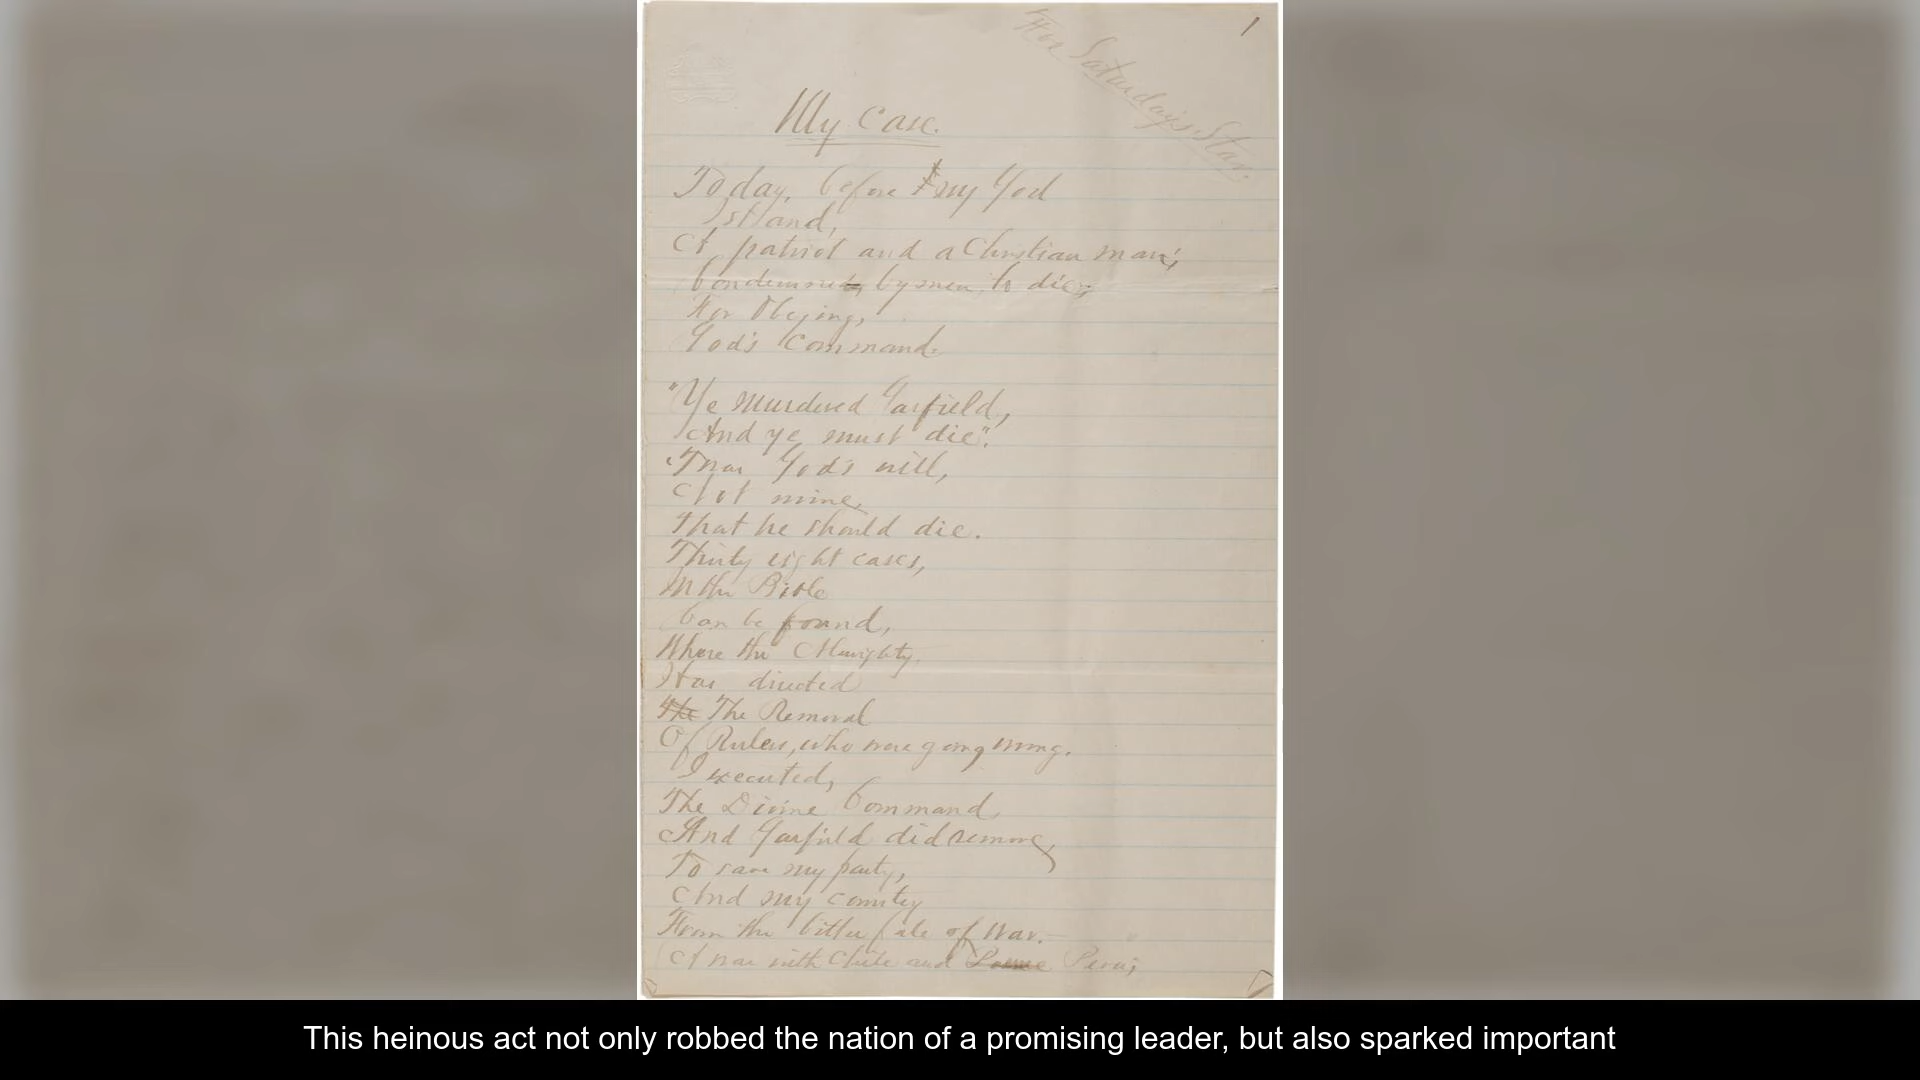 1
For Saturday's Star.
My Case.
Today, before my God
I stand,
A patriot and a Christian man;
Condemned, by men, to die;
For obeying,
God's Command.
"Ye murdered Garfield,
And ye must die".
'Twas God's will,
Not mine,
That he should die.
Thirty eight cases,
In the Bible
Can be found,
Where the Almighty,
Has directed
The The Removal
Of Rulers, who were going wrong.
I executed,
The Divine Command,
And Garfield did remove,
To save my party,
And my country
From the bitter fate of War.
A war with Chile and Peru;
This heinous act not only robbed the nation of a promising leader, but also sparked important